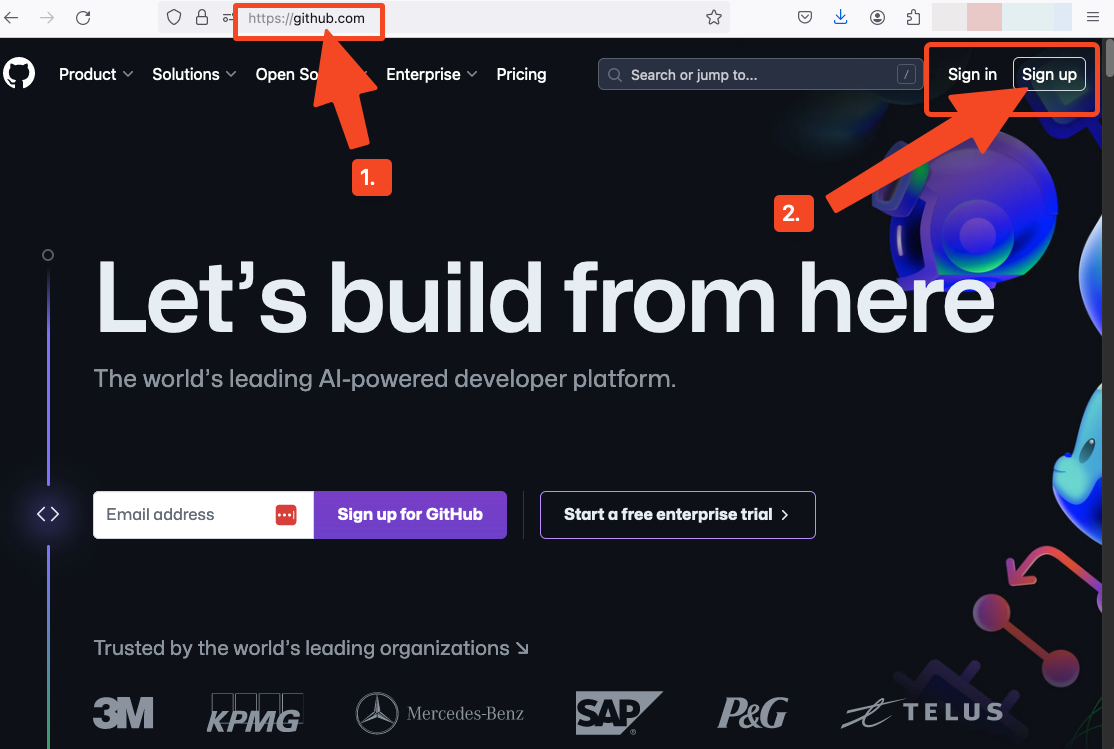 https://github.com
Product
Solutions
Open So
Enterprise
Pricing
Search or jump to...
/
Sign in
Sign up
1.
2.
Let’s build from here
The world’s leading AI-powered developer platform.
Email address
Sign up for GitHub
Start a free enterprise trial
Trusted by the world’s leading organizations
3M
KPMG
Mercedes-Benz
SAP
P&G
TELUS